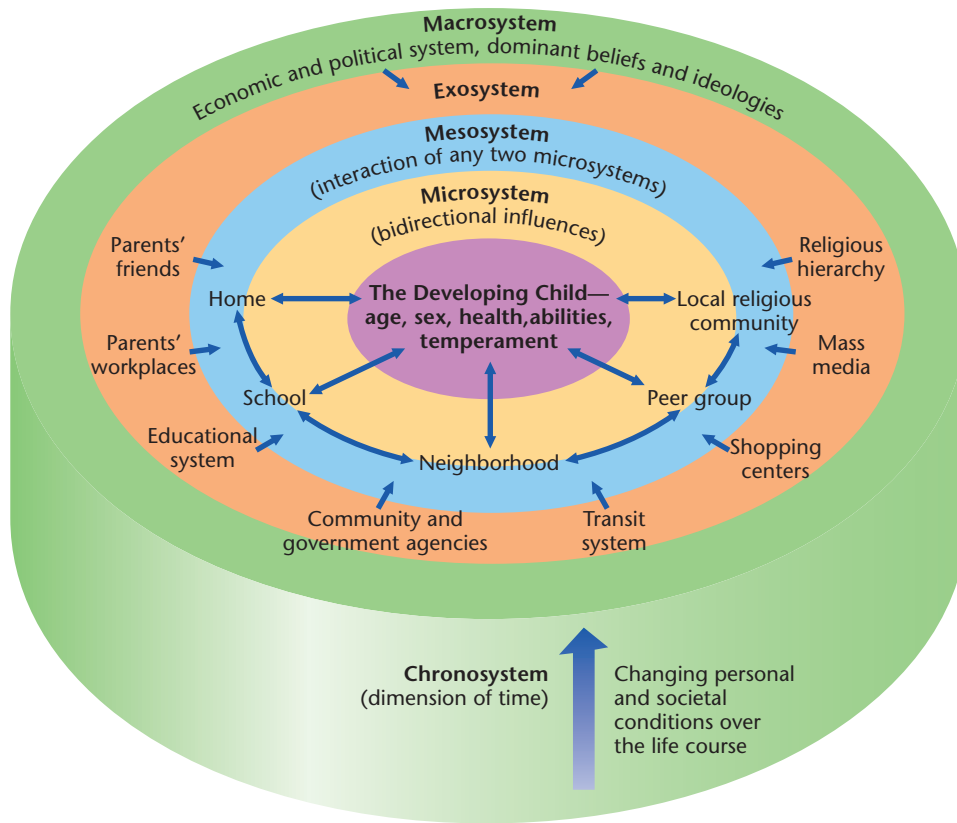 Macrosystem
Economic and political system, dominant beliefs and ideologies
Exosystem
Mesosystem
(interaction of any two microsystems)
Microsystem
(bidirectional influences)
The Developing Child—
age, sex, health,abilities,
temperament
Parents'
friends
Home
Local religious
community
Religious
hierarchy
Parents'
workplaces
Mass
media
School
Peer group
Educational
system
Neighborhood
Shopping
centers
Community and
government agencies
Transit
system
Chronosystem
(dimension of time)
Changing personal
and societal
conditions over
the life course